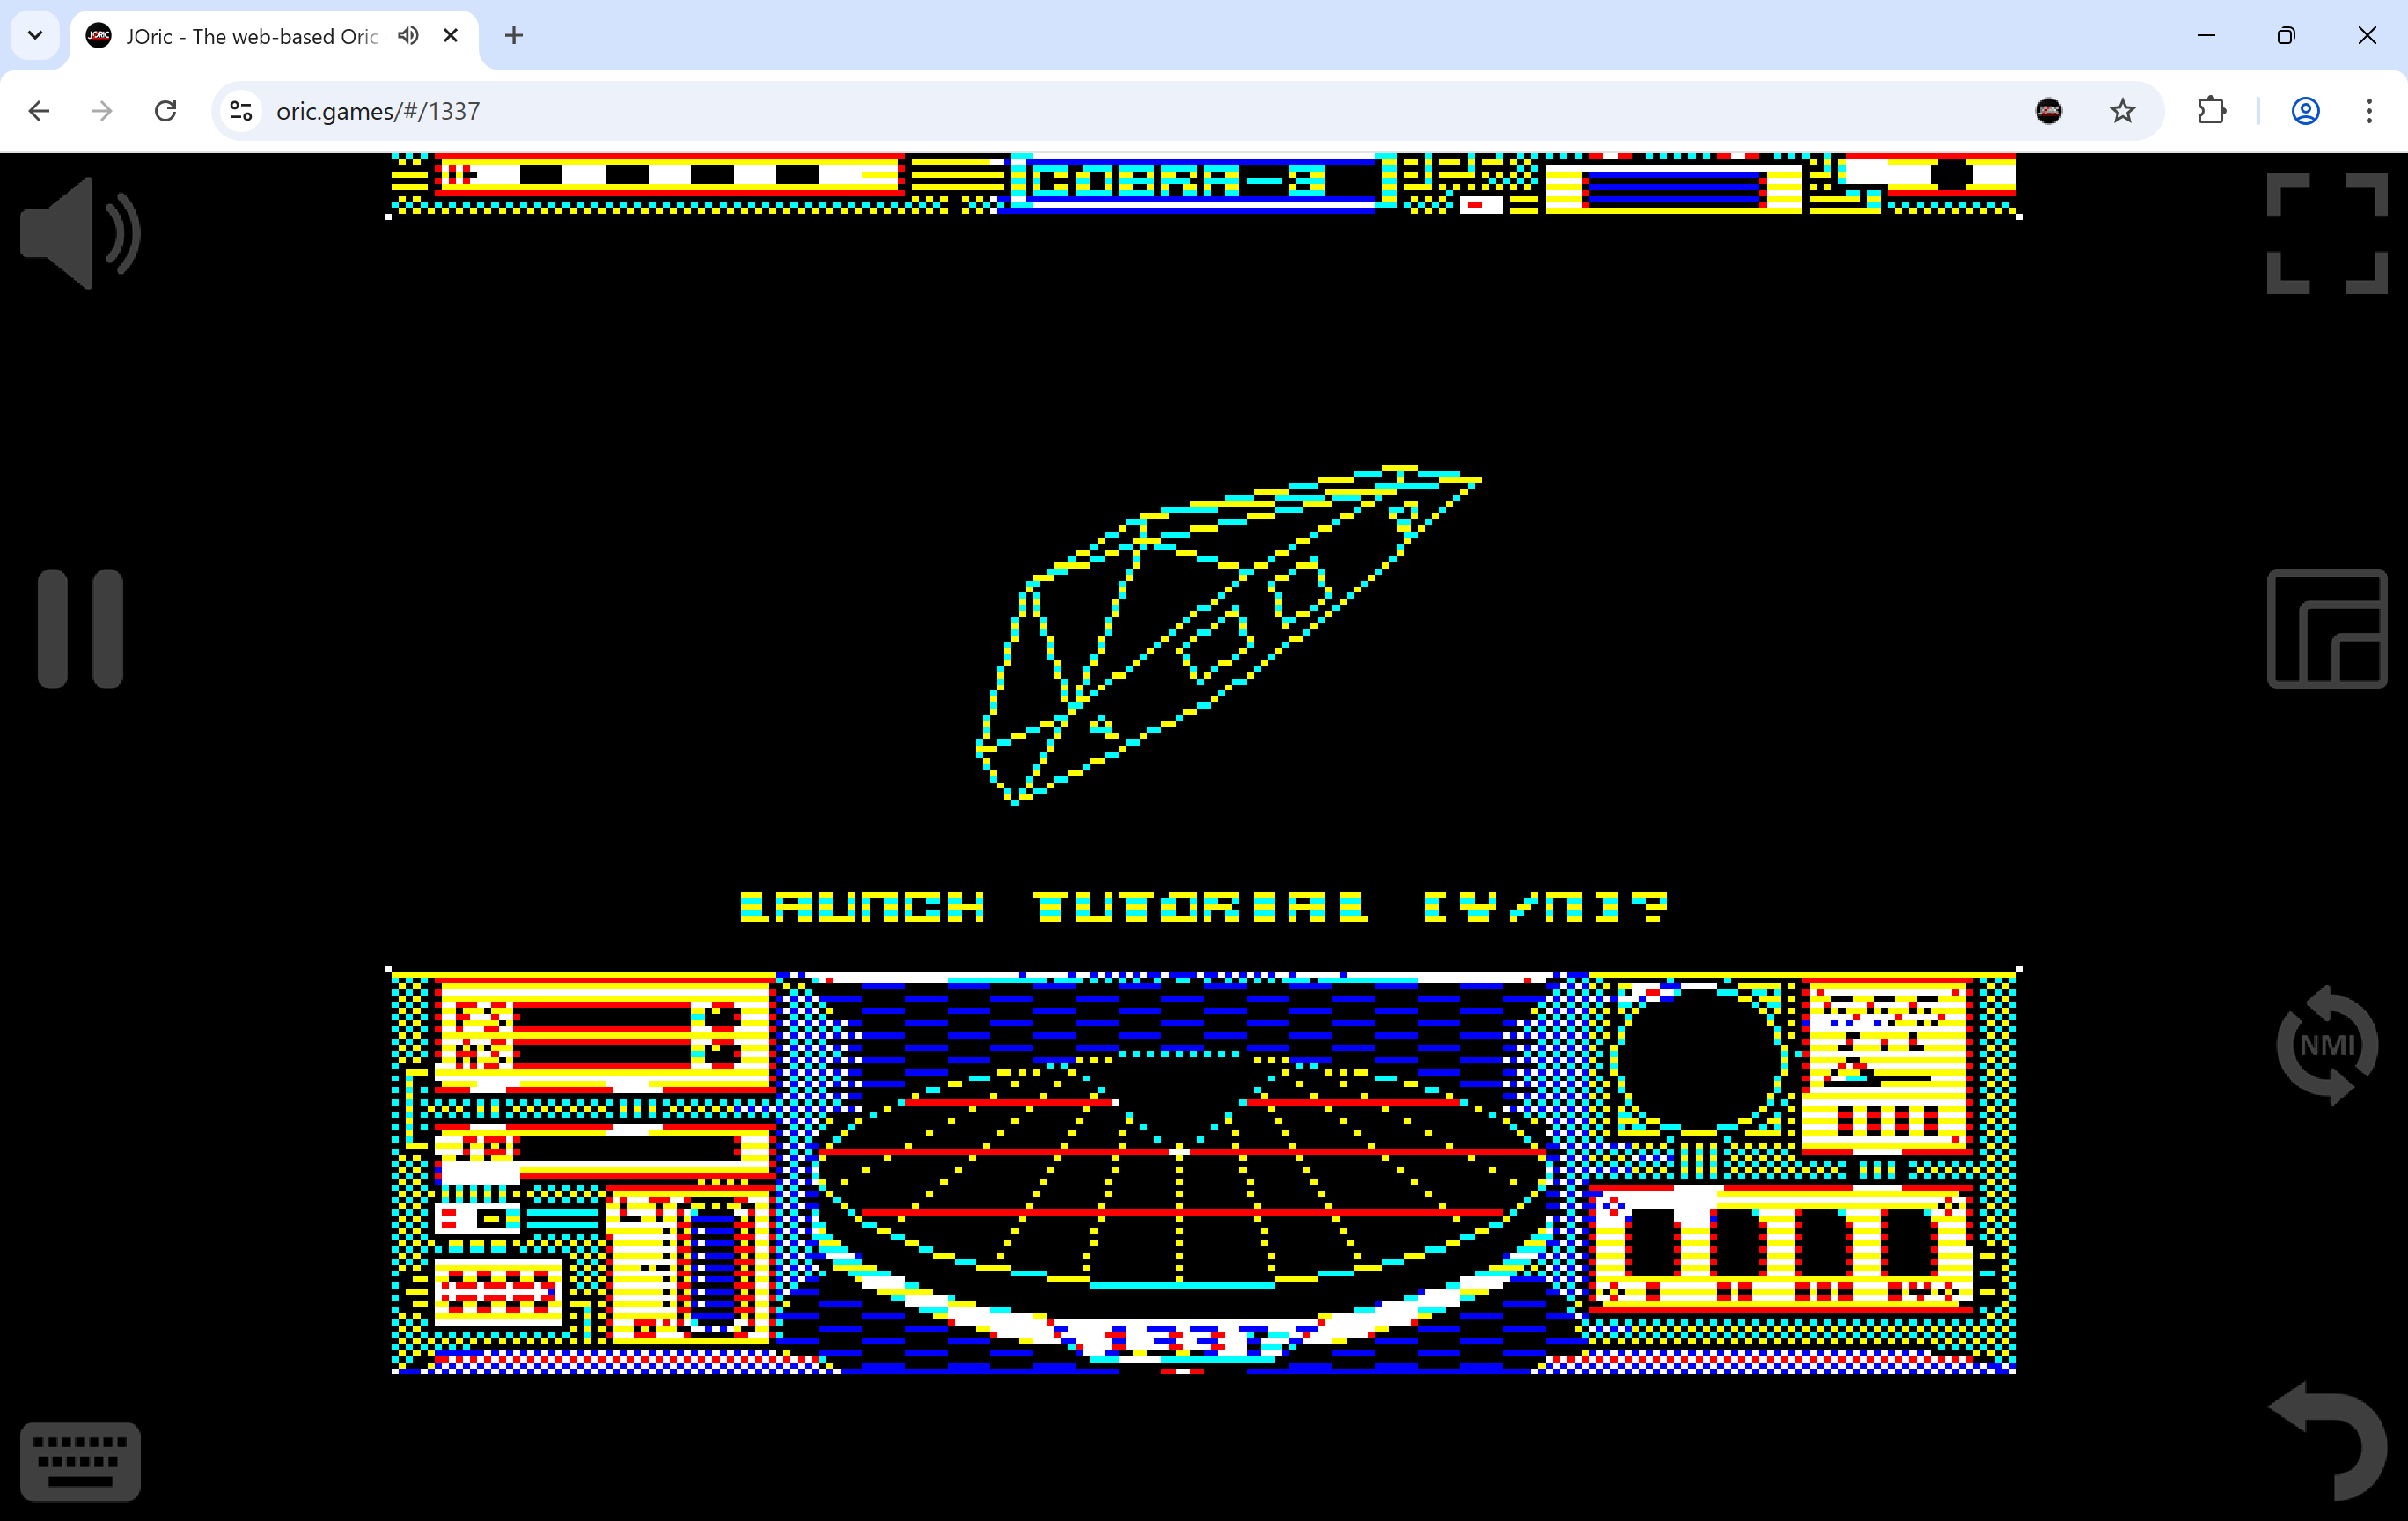 JOric - The web-based Oric
oric.games/#/1337
COBRA-3
LAUNCH TUTORIAL [Y/N]?
NMI
1337